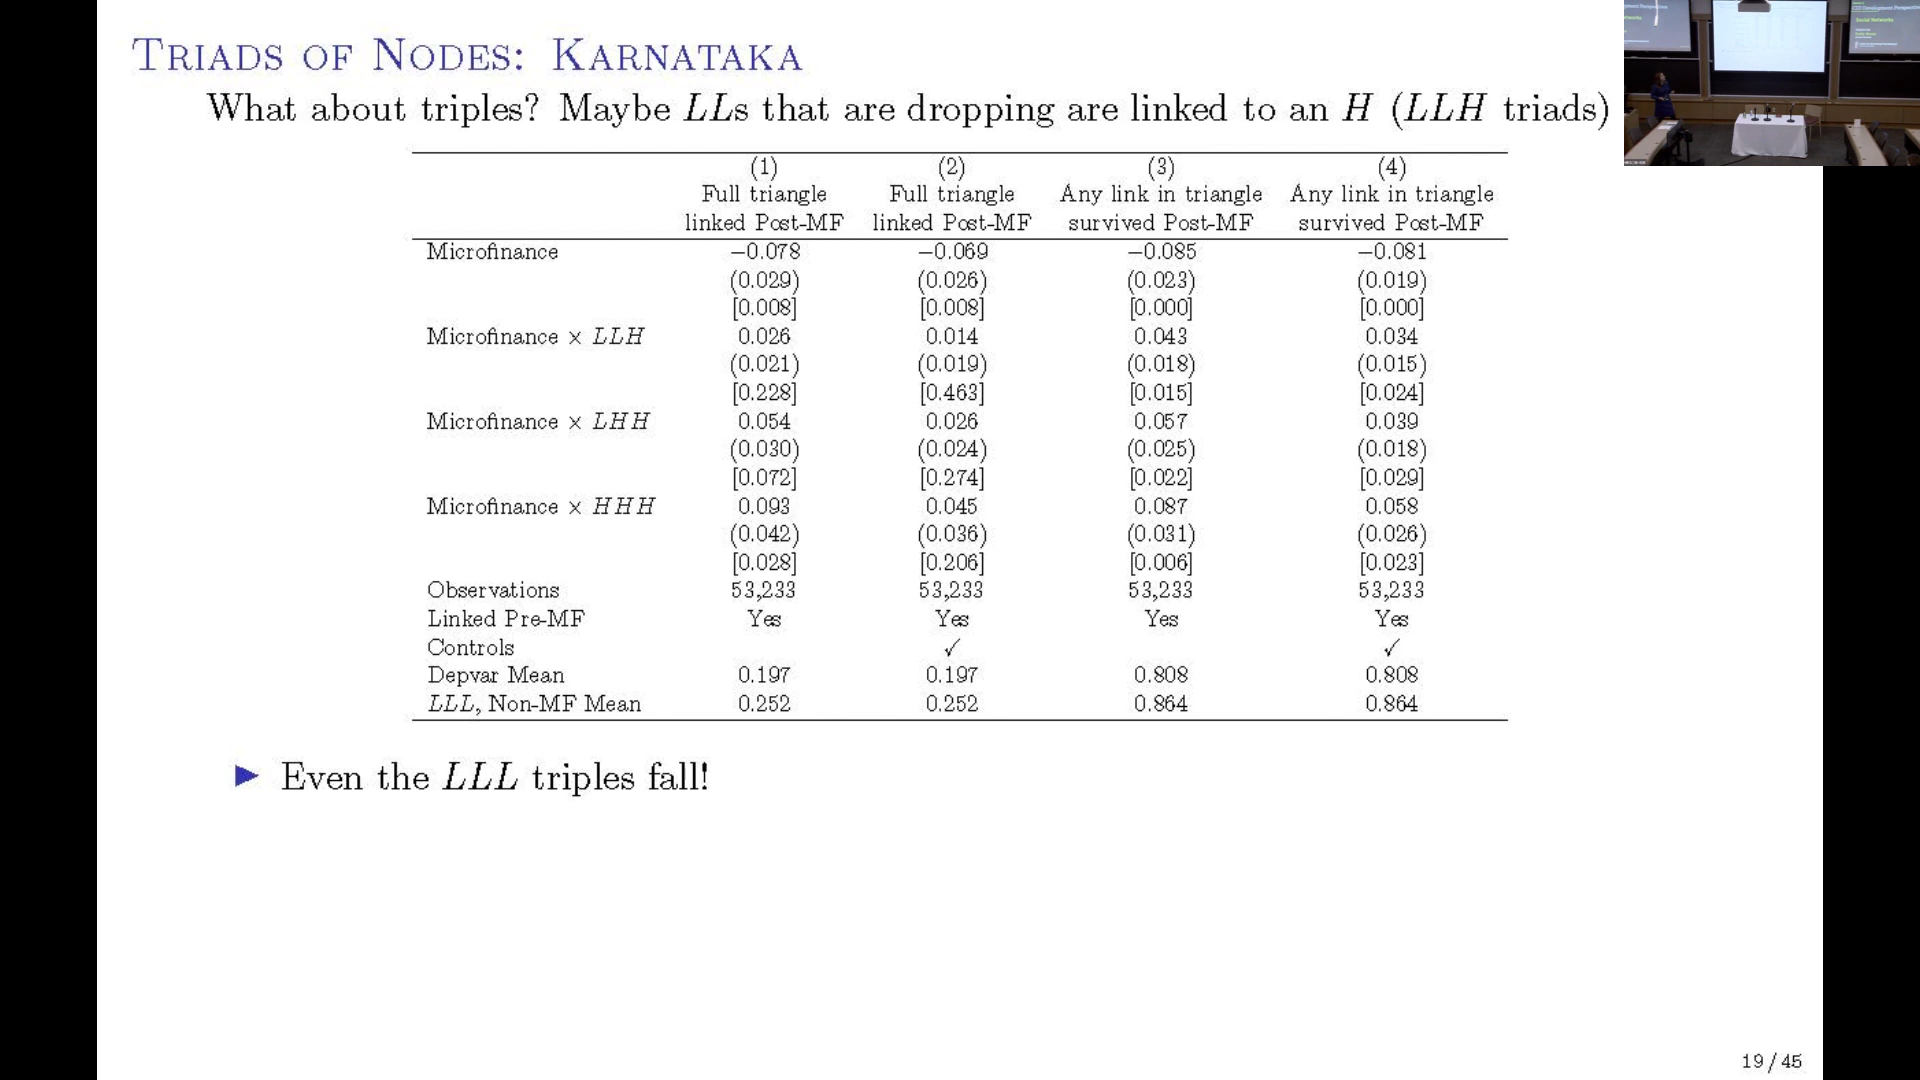 TRIADS OF NODES: KARNATAKA
What about triples? Maybe LLs that are dropping are linked to an H (LLH triads)
(1) (2) (3) (4)
Full triangle Full triangle Any link in triangle Any link in triangle
linked Post-MF linked Post-MF survived Post-MF survived Post-MF
Microfinance −0.078 −0.069 −0.085 −0.081
(0.029) (0.026) (0.023) (0.019)
[0.008] [0.008] [0.000] [0.000]
Microfinance × LLH 0.026 0.014 0.043 0.034
(0.021) (0.019) (0.018) (0.015)
[0.228] [0.463] [0.015] [0.024]
Microfinance × LHH 0.054 0.026 0.057 0.039
(0.030) (0.024) (0.025) (0.018)
[0.072] [0.274] [0.022] [0.029]
Microfinance × HHH 0.093 0.045 0.087 0.058
(0.042) (0.036) (0.031) (0.026)
[0.028] [0.206] [0.006] [0.023]
Observations 53,233 53,233 53,233 53,233
Linked Pre-MF Yes Yes Yes Yes
Controls ✓ ✓
Depvar Mean 0.197 0.197 0.808 0.808
LLL, Non-MF Mean 0.252 0.252 0.864 0.864
▶ Even the LLL triples fall!
19 / 45
Social Networks